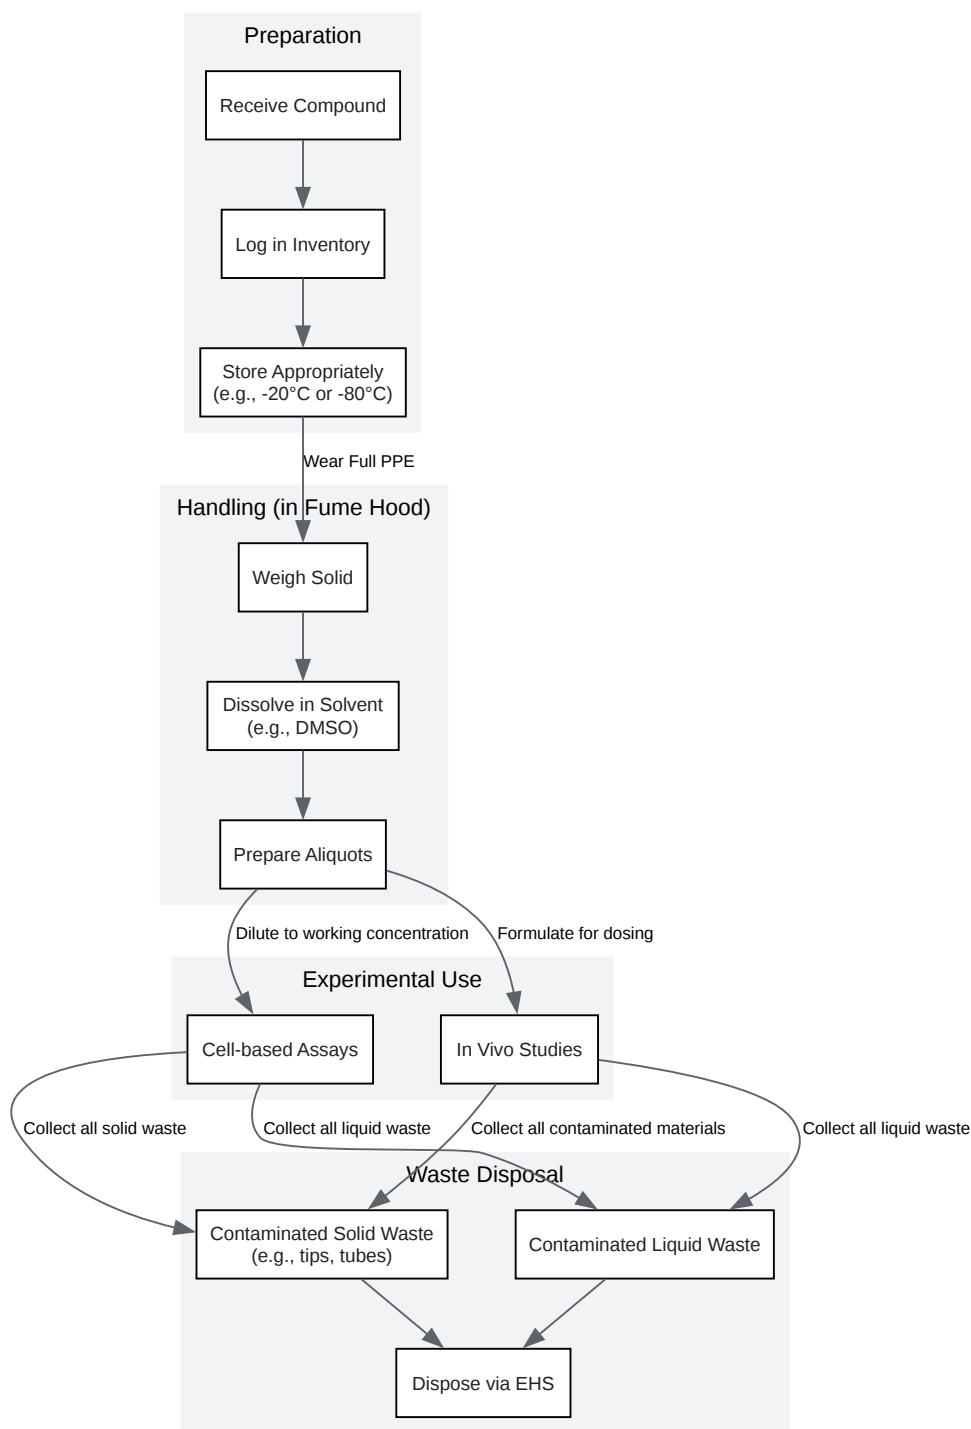 Preparation
Receive Compound
Log in Inventory
Store Appropriately
(e.g., -20°C or -80°C)
Wear Full PPE
Handling (in Fume Hood)
Weigh Solid
Dissolve in Solvent
(e.g., DMSO)
Prepare Aliquots
Dilute to working concentration
Formulate for dosing
Experimental Use
Cell-based Assays
In Vivo Studies
Collect all solid waste
Collect all liquid waste
Collect all contaminated materials
Collect all liquid waste
Waste Disposal
Contaminated Solid Waste
(e.g., tips, tubes)
Contaminated Liquid Waste
Dispose via EHS